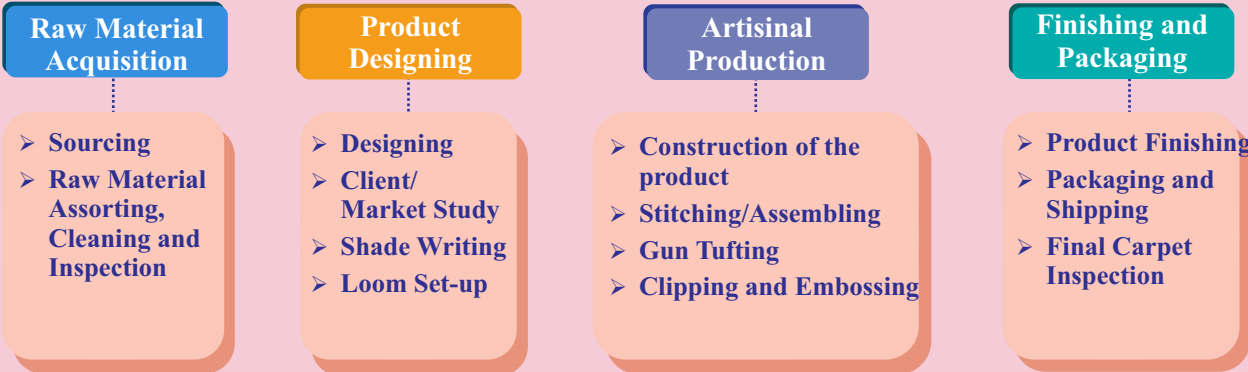 Raw Material
Acquisition
➢ Sourcing
➢ Raw Material
Assorting,
Cleaning and
Inspection
Product
Designing
➢ Designing
➢ Client/
Market Study
➢ Shade Writing
➢ Loom Set-up
Artisinal
Production
➢ Construction of the
product
➢ Stitching/Assembling
➢ Gun Tufting
➢ Clipping and Embossing
Finishing and
Packaging
➢ Product Finishing
➢ Packaging and
Shipping
➢ Final Carpet
Inspection